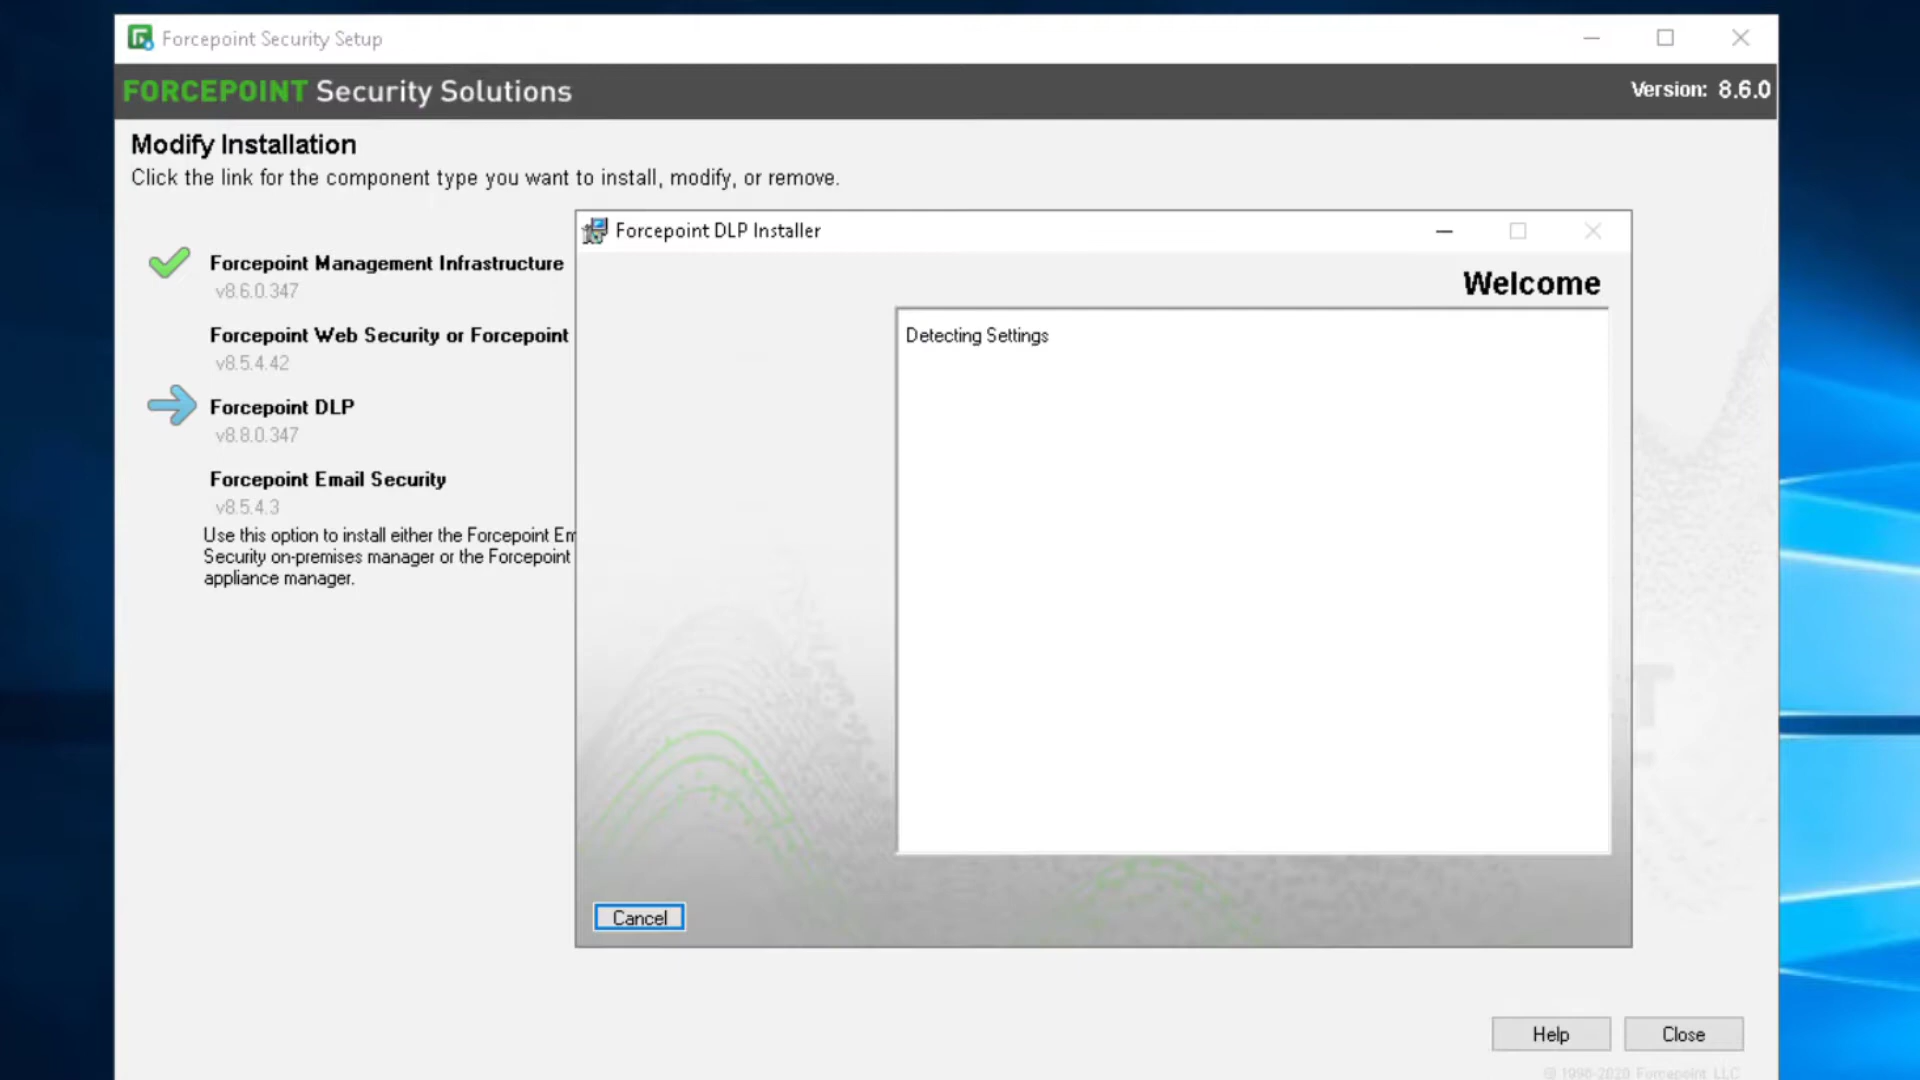 Forcepoint Security Setup
FORCEPOINT Security Solutions
Version: 8.6.0
Modify Installation
Click the link for the component type you want to install, modify, or remove.
Forcepoint Management Infrastructure
v8.6.0.347
Forcepoint Web Security or Forcepoint
v8.5.4.42
Forcepoint DLP
v8.8.0.347
Forcepoint Email Security
v8.5.4.3
Use this option to install either the Forcepoint Em
Security on-premises manager or the Forcepoint
appliance manager.
Forcepoint DLP Installer
Welcome
Detecting Settings
Cancel
Help
Close
© 1996-2020 Forcepoint LLC